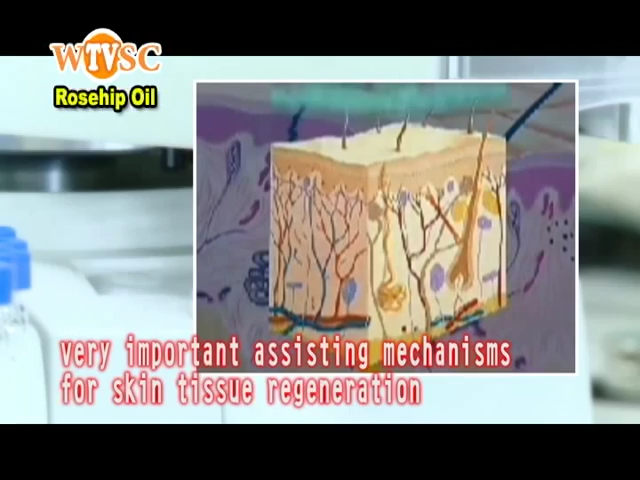 WTVSC
Rosehip Oil
very important assisting mechanisms
for skin tissue regeneration